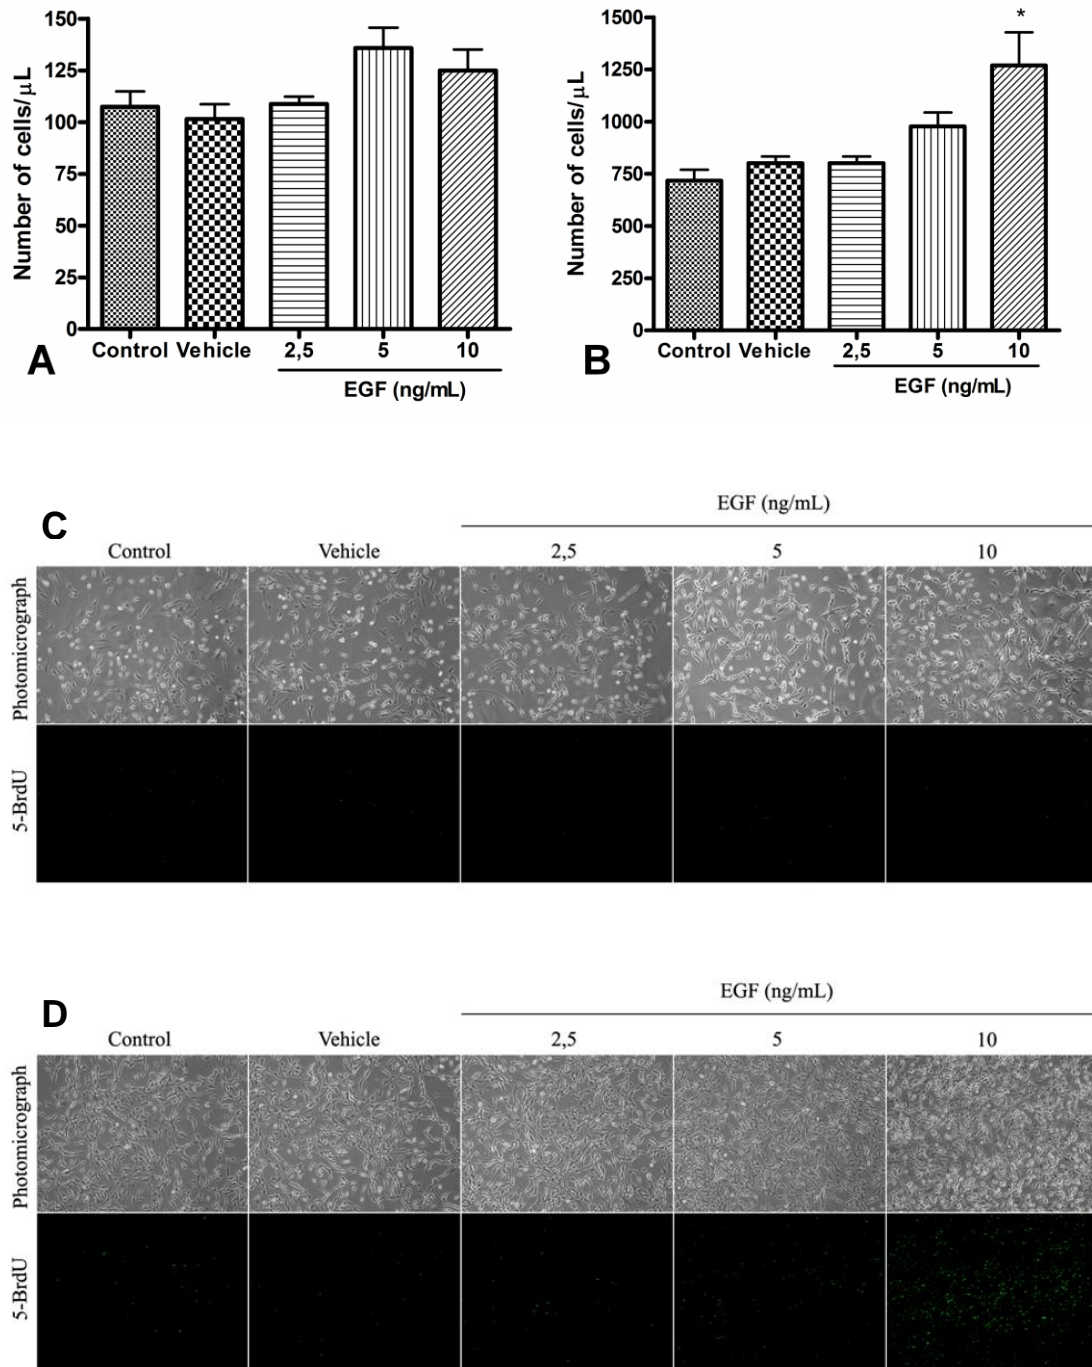 150
125
100
75
50
25
0
Number of cells/μL
Control Vehicle 2,5 5 10
EGF (ng/mL)
A
1500
1250
1000
750
500
250
0
Number of cells/μL
*
Control Vehicle 2,5 5 10
EGF (ng/mL)
B
C
EGF (ng/mL)
Control Vehicle 2,5 5 10
Photomicrograph
5-BrdU
D
EGF (ng/mL)
Control Vehicle 2,5 5 10
Photomicrograph
5-BrdU